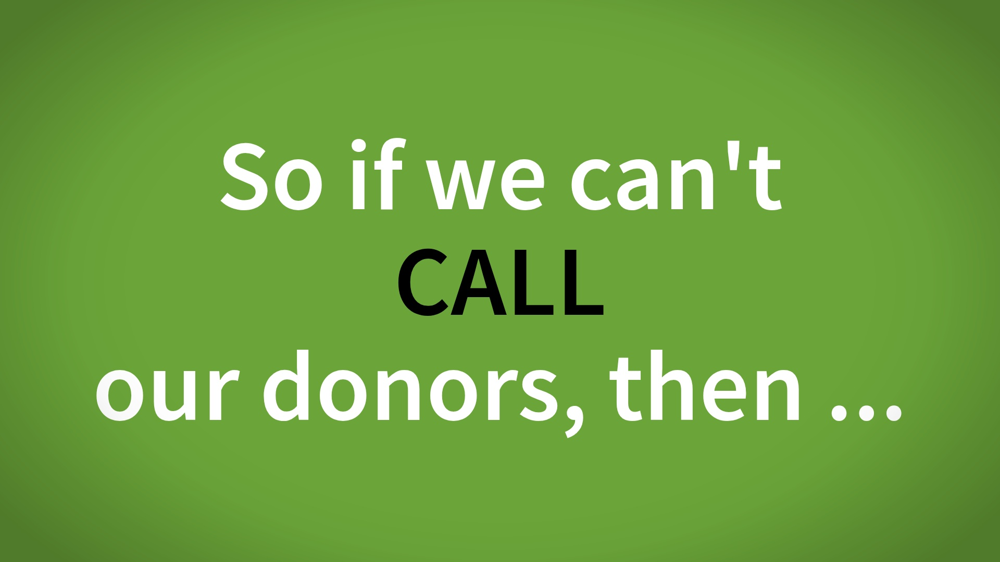 So if we can't
CALL
our donors, then ...